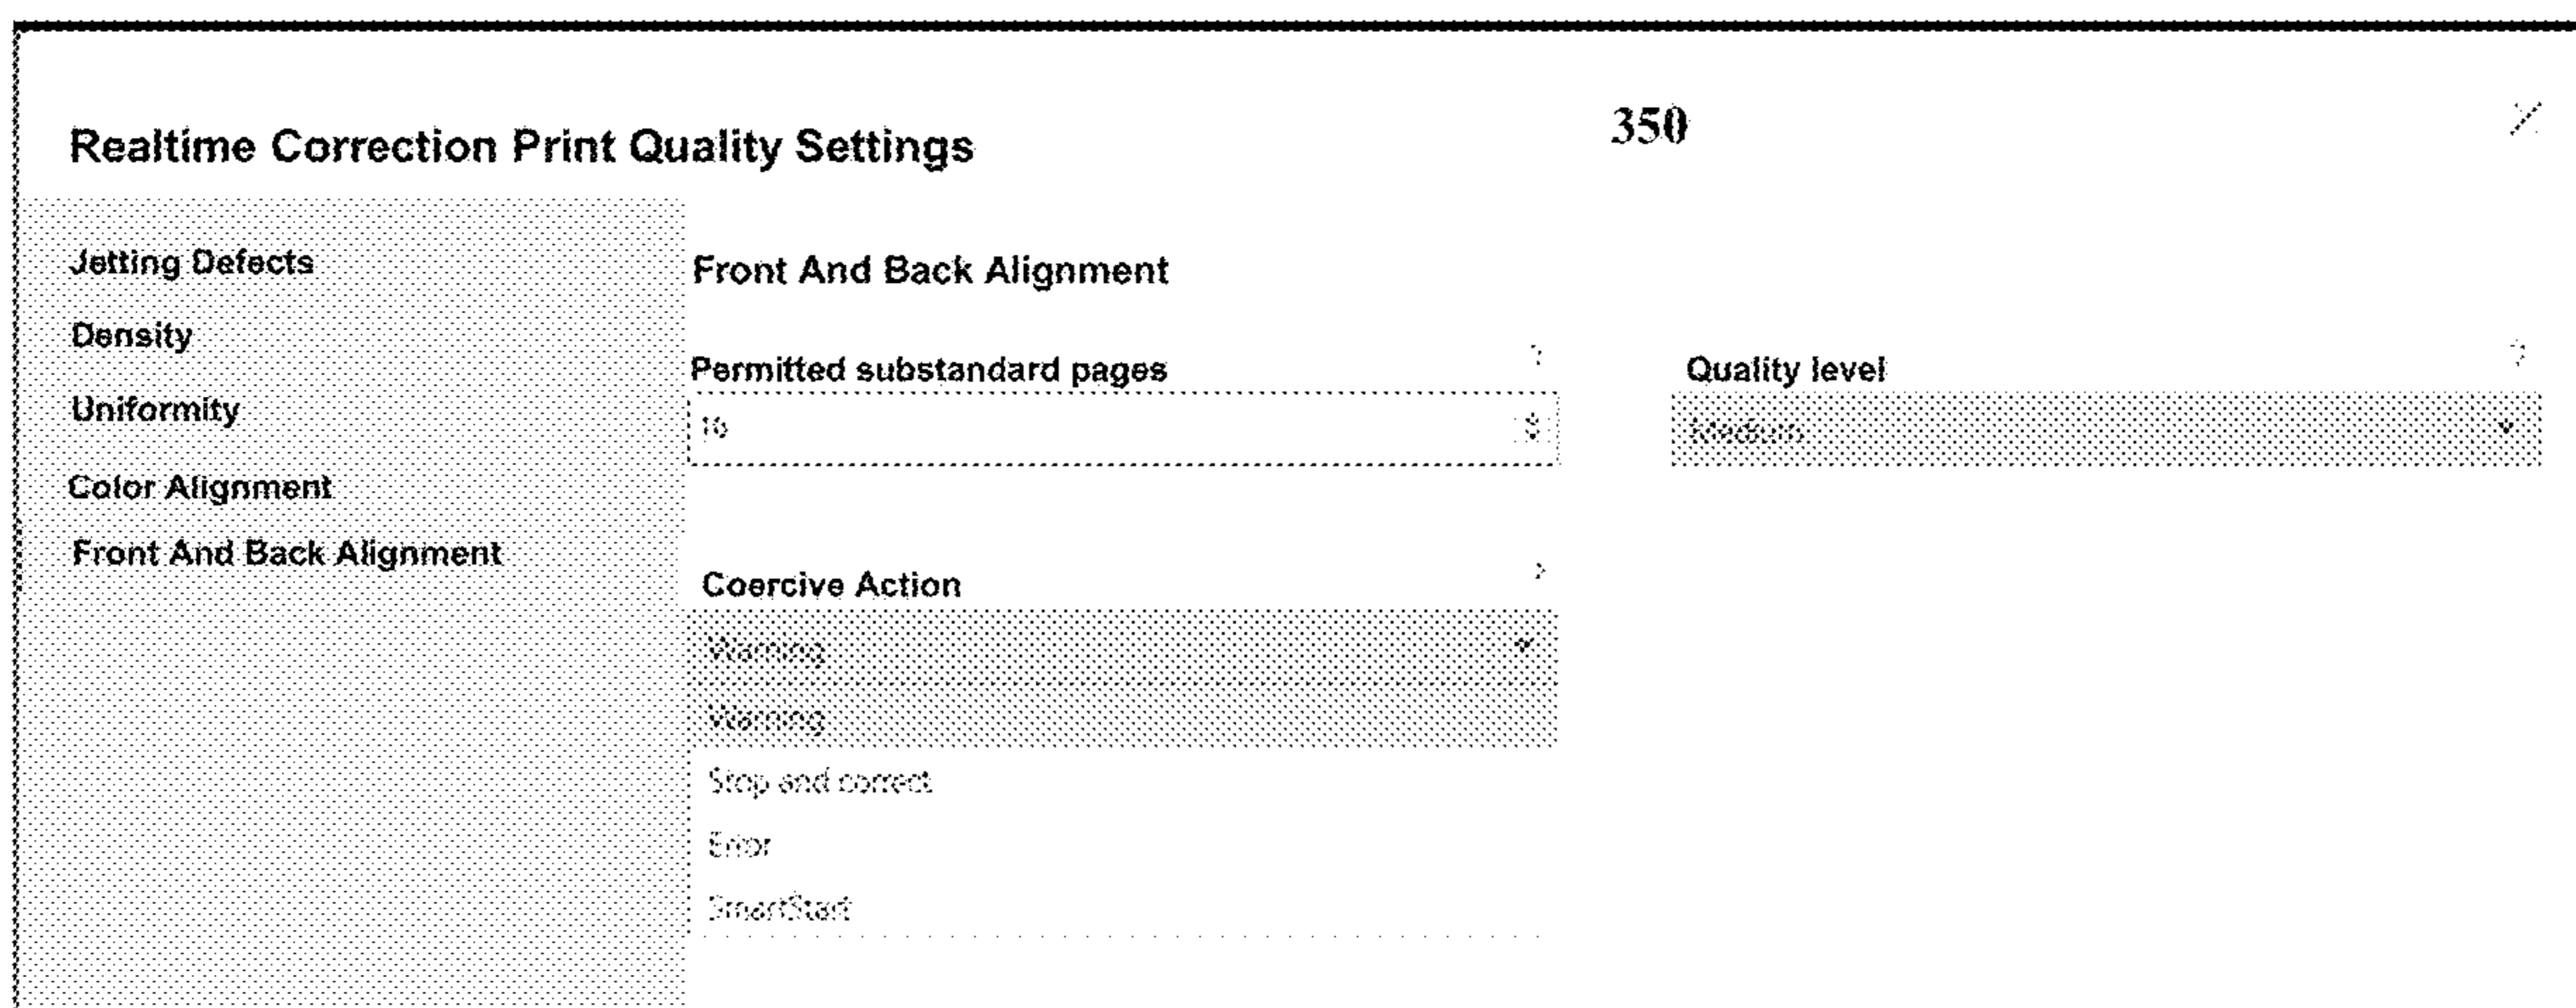 Realtime Correction Print Quality Settings
350
Jetting Defects
Density
Uniformity
Color Alignment
Front And Back Alignment
Front And Back Alignment
Permitted substandard pages
?
Quality level
?
Medium
Coercive Action
Warning
Warning
Stop and correct
Error
SmartStart